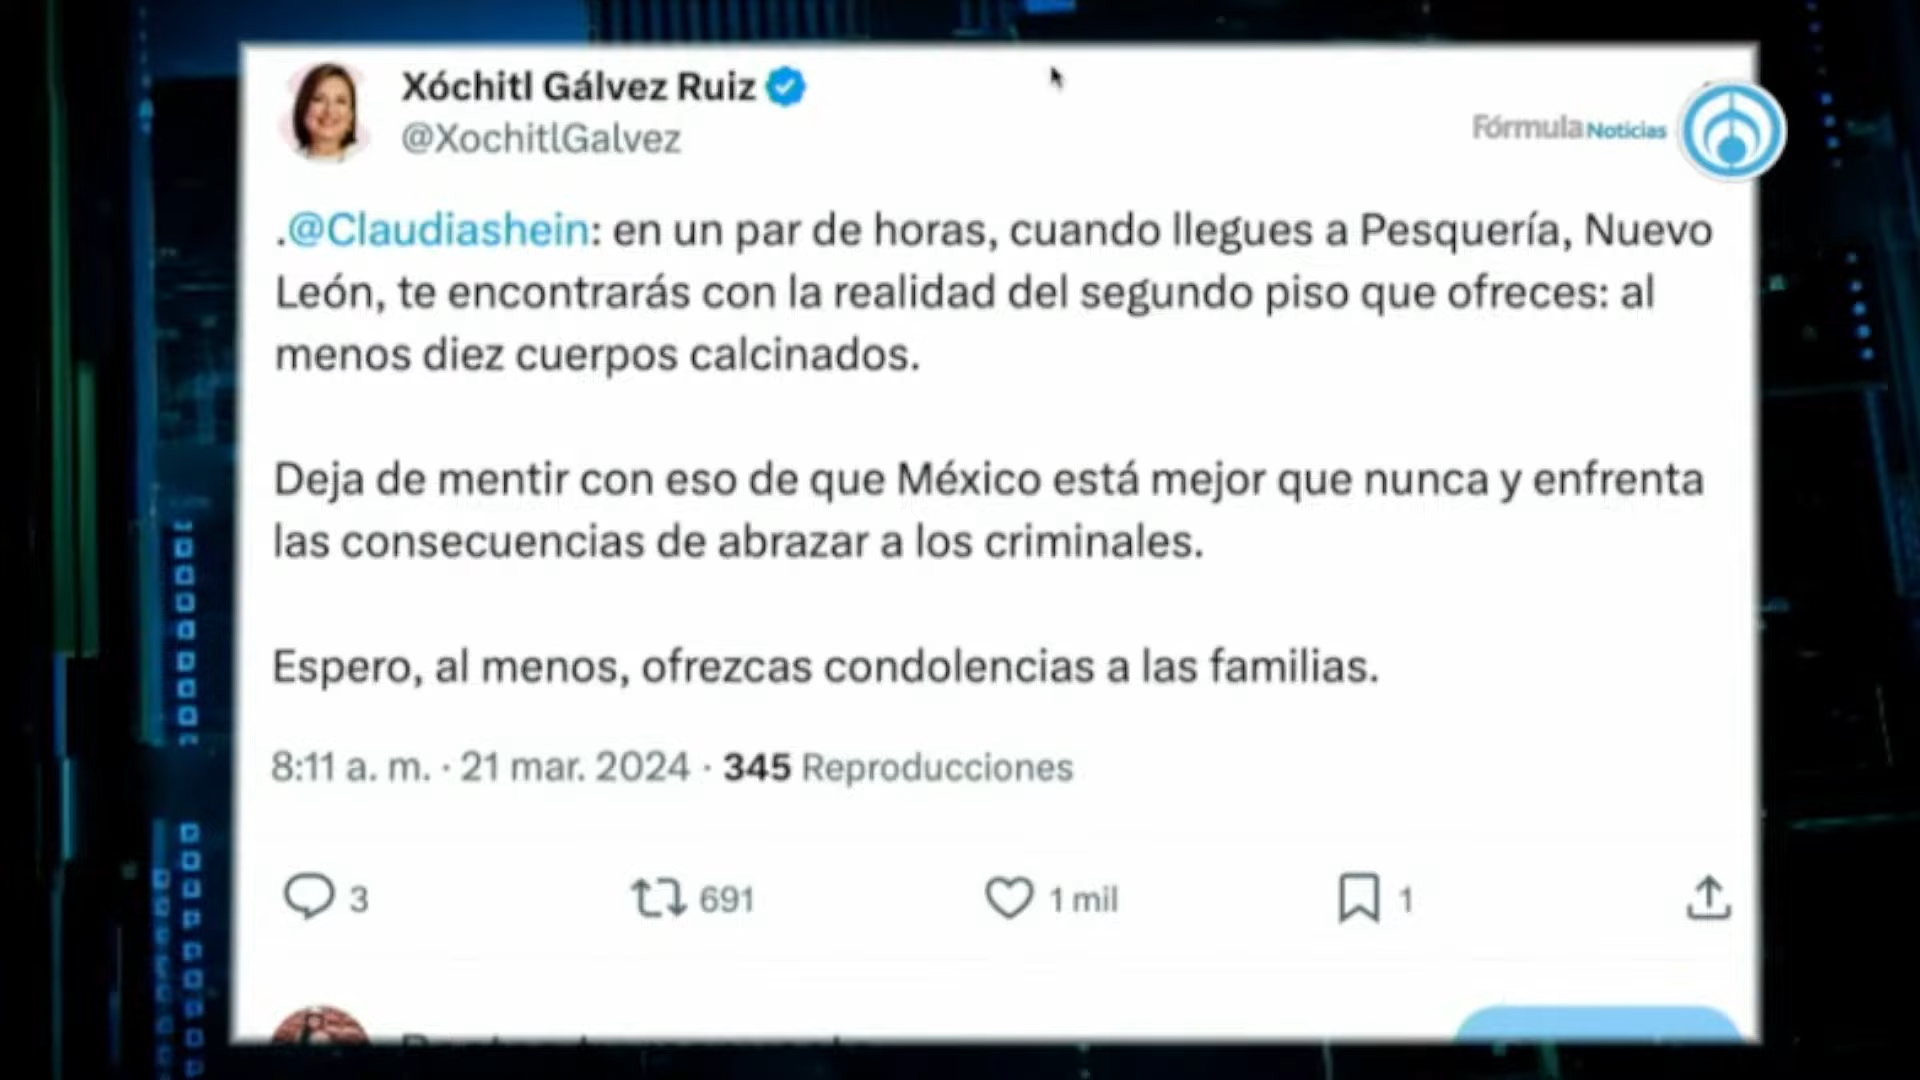 Xóchitl Gálvez Ruiz
@XochitlGalvez
Fórmula Noticias
.@Claudiashein: en un par de horas, cuando llegues a Pesquería, Nuevo
León, te encontrarás con la realidad del segundo piso que ofreces: al
menos diez cuerpos calcinados.
Deja de mentir con eso de que México está mejor que nunca y enfrenta
las consecuencias de abrazar a los criminales.
Espero, al menos, ofrezcas condolencias a las familias.
8:11 a. m. · 21 mar. 2024 · 345 Reproducciones
3 691 1 mil 1